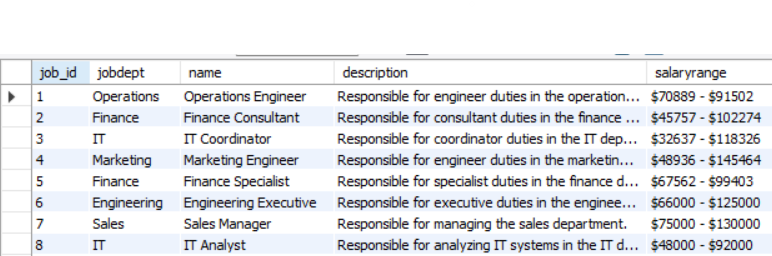 job_id jobdept name description salaryrange
1 Operations Operations Engineer Responsible for engineer duties in the operation... $70889 - $91502
2 Finance Finance Consultant Responsible for consultant duties in the finance ... $45757 - $102274
3 IT IT Coordinator Responsible for coordinator duties in the IT dep... $32637 - $118326
4 Marketing Marketing Engineer Responsible for engineer duties in the marketin... $48936 - $145464
5 Finance Finance Specialist Responsible for specialist duties in the finance d... $67562 - $99403
6 Engineering Engineering Executive Responsible for executive duties in the enginee... $66000 - $125000
7 Sales Sales Manager Responsible for managing the sales department. $75000 - $130000
8 IT IT Analyst Responsible for analyzing IT systems in the IT d... $48000 - $92000